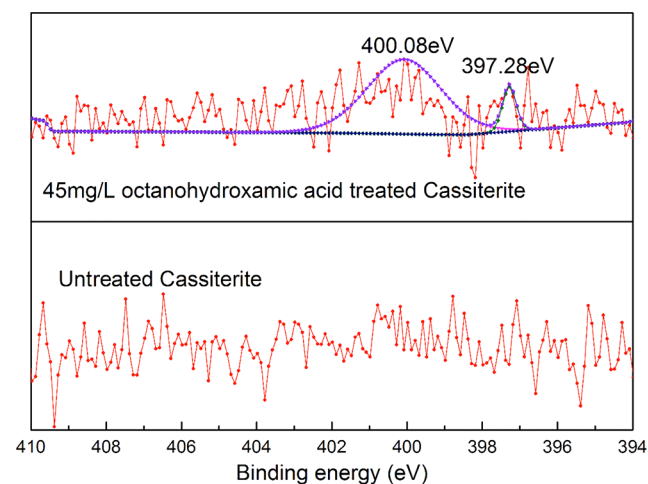 400.08eV
397.28eV
45mg/L octanohydroxamic acid treated Cassiterite
Untreated Cassiterite
410 408 406 404 402 400 398 396 394
Binding energy (eV)